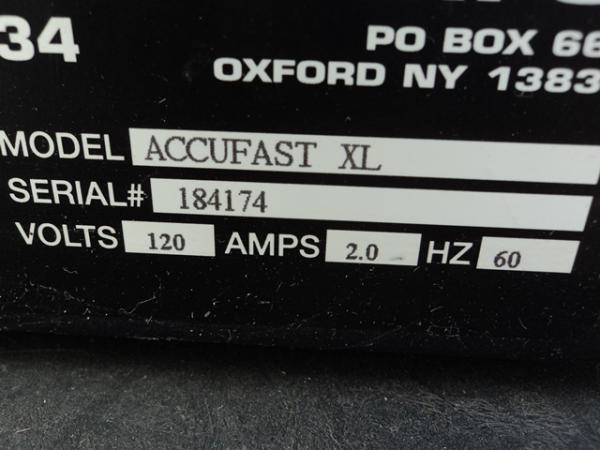 34
PO BOX 66
OXFORD NY 1383
MODEL ACCUFAST XL
SERIAL# 184174
VOLTS 120 AMPS 2.0 HZ 60